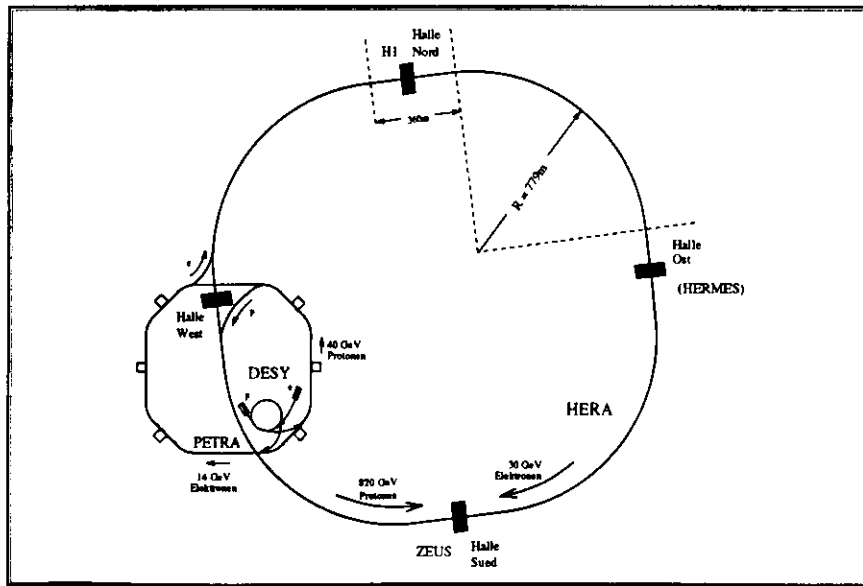 Halle
H1 Nord
360m
R = 779m
Halle
Ost
(HERMES)
e
P
Halle
West
40 GeV
Protonen
DESY
P
e
HERA
PETRA
14 GeV
Elektronen
820 GeV
Protonen
30 GeV
Elektronen
ZEUS
Halle
Sued